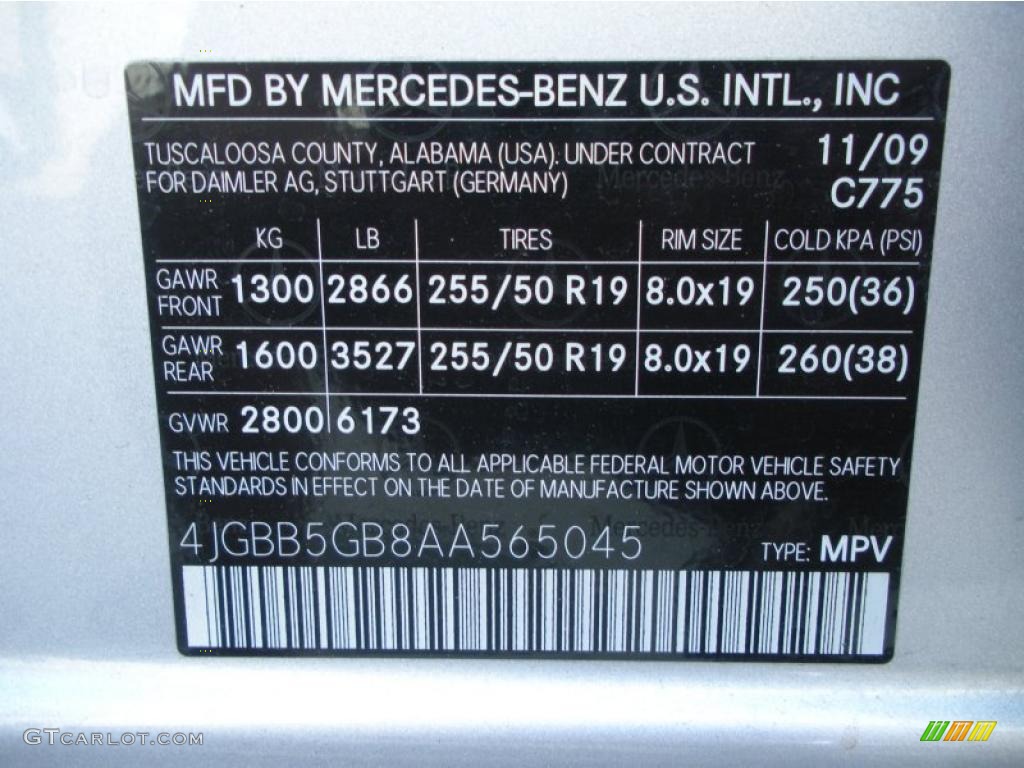 MFD BY MERCEDES-BENZ U.S. INTL., INC
TUSCALOOSA COUNTY, ALABAMA (USA). UNDER CONTRACT
FOR DAIMLER AG, STUTTGART (GERMANY)
11/09
C775
KG LB TIRES RIM SIZE COLD KPA (PSI)
GAWR
FRONT
1300 2866 255/50 R19 8.0x19 250(36)
GAWR
REAR
1600 3527 255/50 R19 8.0x19 260(38)
GVWR 2800 6173
THIS VEHICLE CONFORMS TO ALL APPLICABLE FEDERAL MOTOR VEHICLE SAFETY
STANDARDS IN EFFECT ON THE DATE OF MANUFACTURE SHOWN ABOVE.
4JGBB5GB8AA565045
TYPE: MPV
GTCARLOT.COM